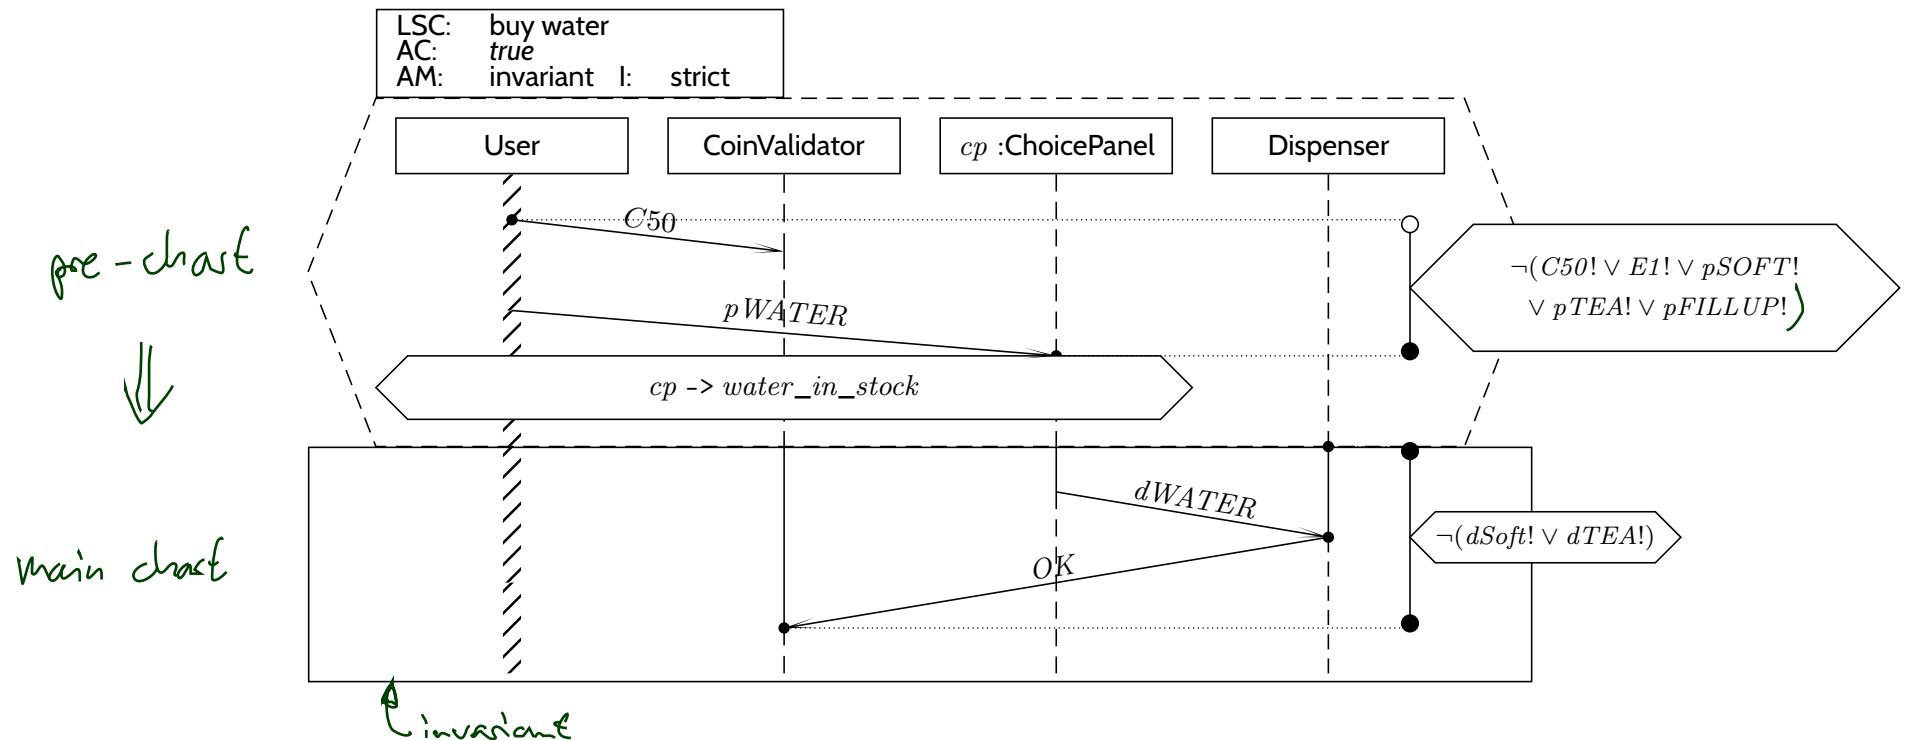 LSC: buy water
AC: true
AM: invariant I: strict
User
CoinValidator
cp :ChoicePanel
Dispenser
C50
pre-chart
¬(C50! ∨ E1! ∨ pSOFT!
∨ pTEA! ∨ pFILLUP!)
pWATER
cp -> water_in_stock
dWATER
¬(dSoft! ∨ dTEA!)
OK
main chart
invariant